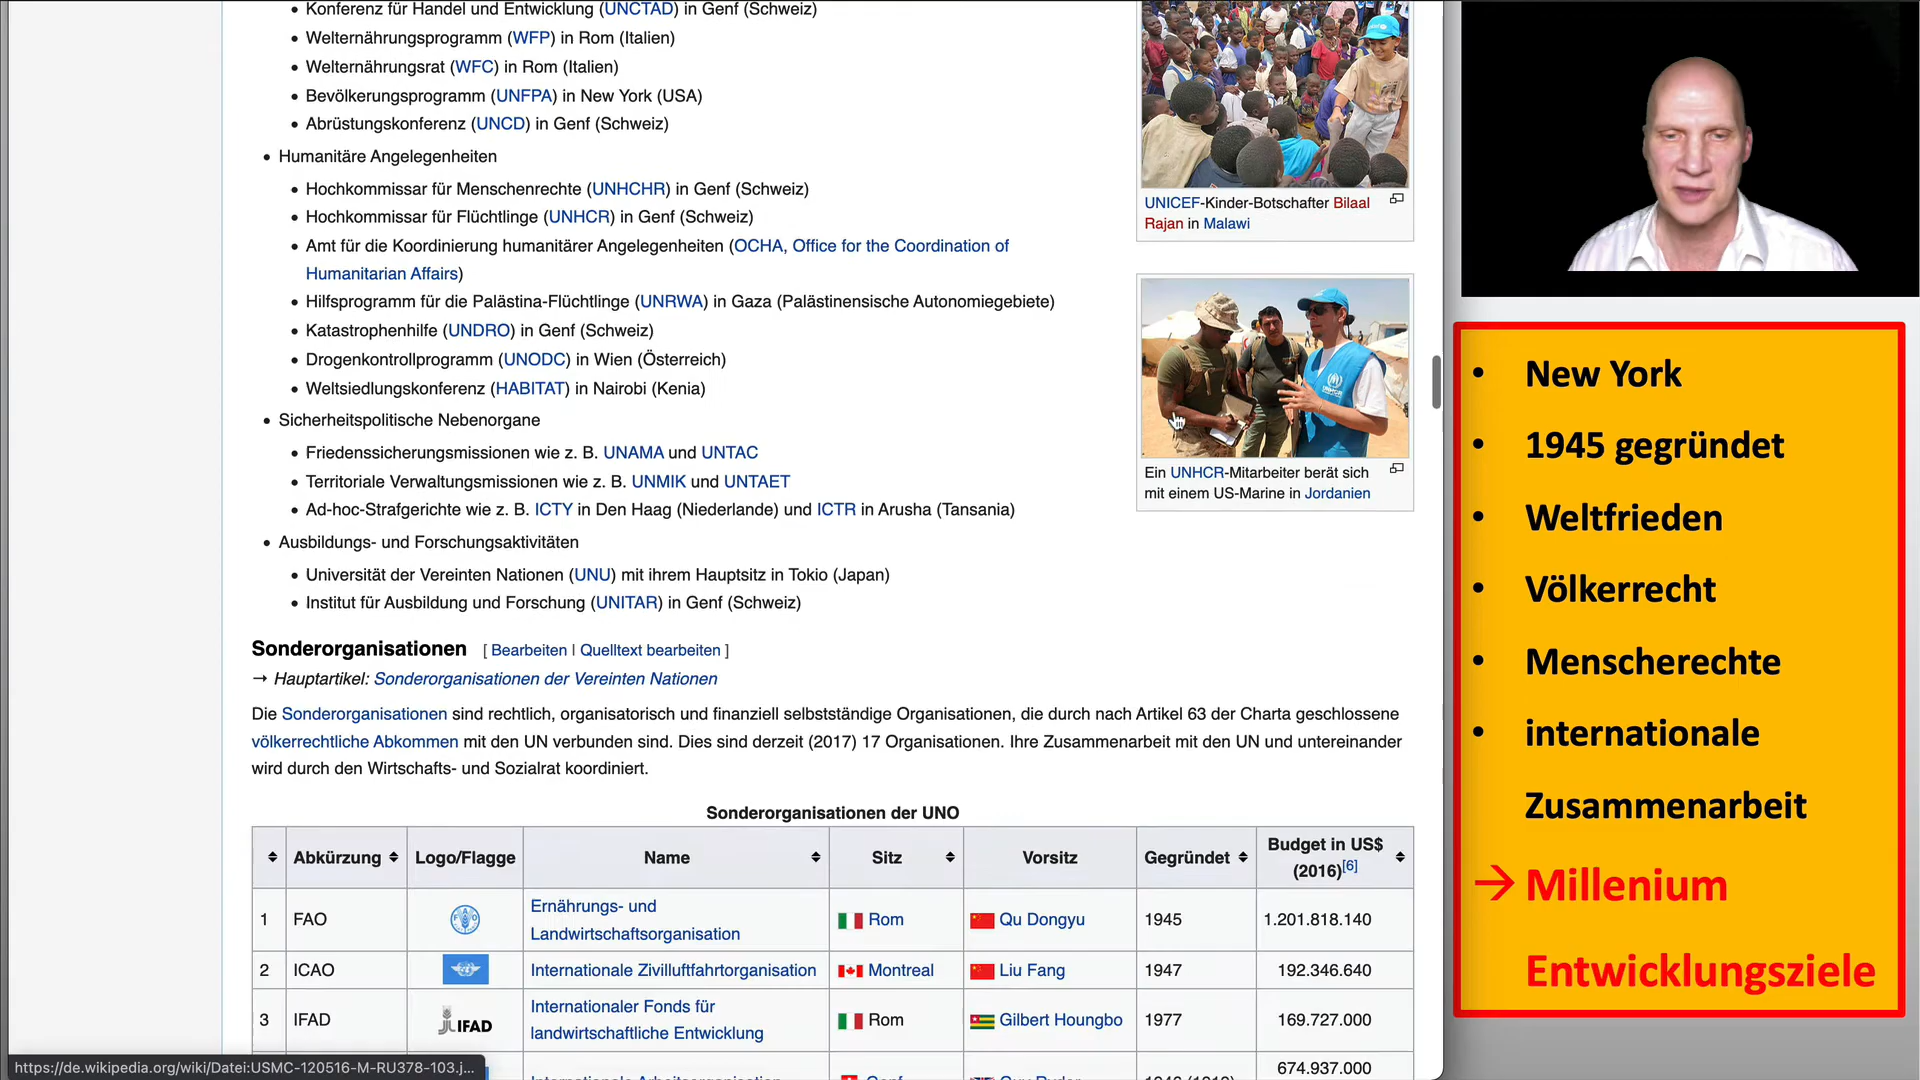 Konferenz für Handel und Entwicklung (UNCTAD) in Genf (Schweiz)
Welternährungsprogramm (WFP) in Rom (Italien)
Welternährungsrat (WFC) in Rom (Italien)
Bevölkerungsprogramm (UNFPA) in New York (USA)
Abrüstungskonferenz (UNCD) in Genf (Schweiz)
Humanitäre Angelegenheiten
Hochkommissar für Menschenrechte (UNHCHR) in Genf (Schweiz)
Hochkommissar für Flüchtlinge (UNHCR) in Genf (Schweiz)
Amt für die Koordinierung humanitärer Angelegenheiten (OCHA, Office for the Coordination of
Humanitarian Affairs)
Hilfsprogramm für die Palästina-Flüchtlinge (UNRWA) in Gaza (Palästinensische Autonomiegebiete)
Katastrophenhilfe (UNDRO) in Genf (Schweiz)
Drogenkontrollprogramm (UNODC) in Wien (Österreich)
Weltsiedlungskonferenz (HABITAT) in Nairobi (Kenia)
Sicherheitspolitische Nebenorgane
Friedenssicherungsmissionen wie z. B. UNAMA und UNTAC
Territoriale Verwaltungsmissionen wie z. B. UNMIK und UNTAET
Ad-hoc-Strafgerichte wie z. B. ICTY in Den Haag (Niederlande) und ICTR in Arusha (Tansania)
Ausbildungs- und Forschungsaktivitäten
Universität der Vereinten Nationen (UNU) mit ihrem Hauptsitz in Tokio (Japan)
Institut für Ausbildung und Forschung (UNITAR) in Genf (Schweiz)
UNICEF-Kinder-Botschafter Bilaal
Rajan in Malawi
UNHCR
Ein UNHCR-Mitarbeiter berät sich
mit einem US-Marine in Jordanien
Sonderorganisationen [ Bearbeiten | Quelltext bearbeiten ]
→ Hauptartikel: Sonderorganisationen der Vereinten Nationen
Die Sonderorganisationen sind rechtlich, organisatorisch und finanziell selbstständige Organisationen, die durch nach Artikel 63 der Charta geschlossene
völkerrechtliche Abkommen mit den UN verbunden sind. Dies sind derzeit (2017) 17 Organisationen. Ihre Zusammenarbeit mit den UN und untereinander
wird durch den Wirtschafts- und Sozialrat koordiniert.
Sonderorganisationen der UNO
Abkürzung Logo/Flagge Name Sitz Vorsitz Gegründet Budget in US$
(2016)[6]
1 FAO Ernährungs- und
Landwirtschaftsorganisation Rom Qu Dongyu 1945 1.201.818.140
2 ICAO Internationale Zivilluftfahrtorganisation Montreal Liu Fang 1947 192.346.640
3 IFAD IFAD Internationaler Fonds für
landwirtschaftliche Entwicklung Rom Gilbert Houngbo 1977 169.727.000
674.937.000
https://de.wikipedia.org/wiki/Datei:USMC-120516-M-RU378-103.j...
• New York
• 1945 gegründet
• Weltfrieden
• Völkerrecht
• Menscherechte
• internationale
Zusammenarbeit
→ Millenium
Entwicklungsziele